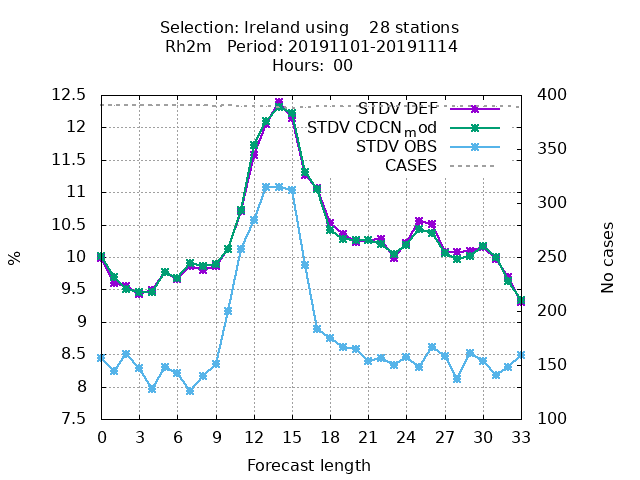 Selection: Ireland using    28 stations
Rh2m   Period: 20191101-20191114
Hours:  00
12.5
12
11.5
11
10.5
10
9.5
9
8.5
8
7.5
%
400
350
300
250
200
150
100
No cases
STDV DEF
STDV CDCNmod
STDV OBS
CASES
0 3 6 9 12 15 18 21 24 27 30 33
Forecast length